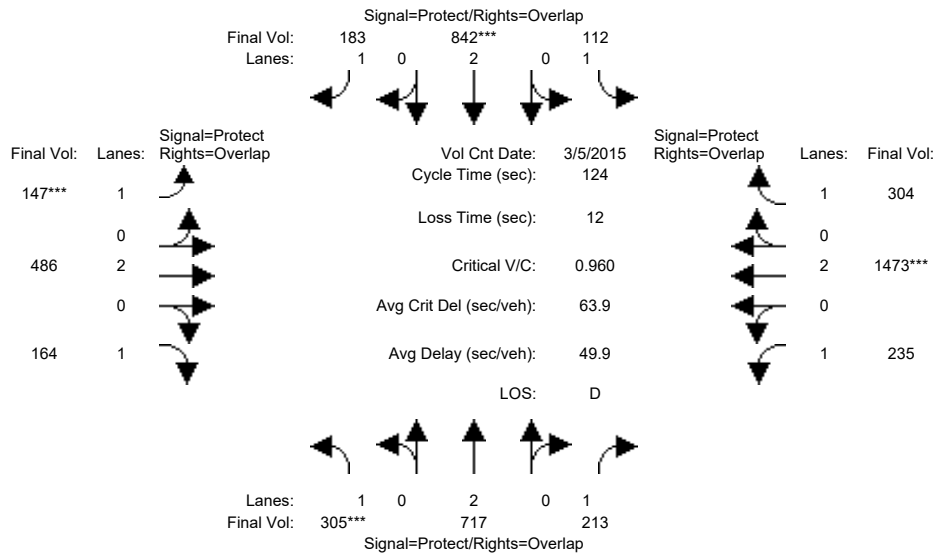 Signal=Protect/Rights=Overlap
Final Vol: 183 842*** 112
Lanes: 1 0 2 0 1
Signal=Protect
Final Vol: Lanes: Rights=Overlap
Vol Cnt Date: 3/5/2015
Signal=Protect
Rights=Overlap Lanes: Final Vol:
Cycle Time (sec): 124
147*** 1
1 304
Loss Time (sec): 12
0
0
486 2
Critical V/C: 0.960
2 1473***
0
Avg Crit Del (sec/veh): 63.9
0
164 1
Avg Delay (sec/veh): 49.9
1 235
LOS: D
Lanes: 1 0 2 0 1
Final Vol: 305*** 717 213
Signal=Protect/Rights=Overlap